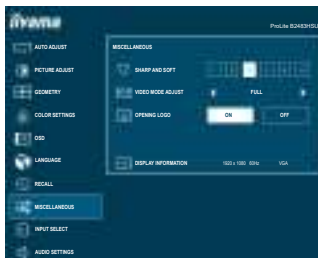 iiyama
ProLite B2483HSU
AUTO ADJUST
PICTURE ADJUST
GEOMETRY
COLOR SETTINGS
OSD
LANGUAGE
RECALL
MISCELLANEOUS
INPUT SELECT
AUDIO SETTINGS
MISCELLANEOUS
SHARP AND SOFT
VIDEO MODE ADJUST
FULL
OPENING LOGO
ON
OFF
DISPLAY INFORMATION
1920 x 1080 60Hz
VGA